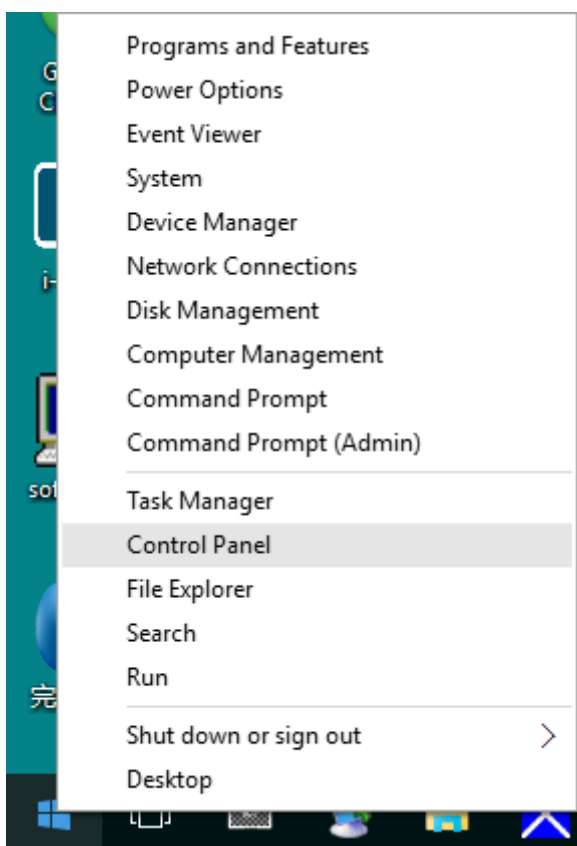 Programs and Features
Power Options
Event Viewer
System
Device Manager
Network Connections
Disk Management
Computer Management
Command Prompt
Command Prompt (Admin)
Task Manager
Control Panel
File Explorer
Search
Run
Shut down or sign out
Desktop